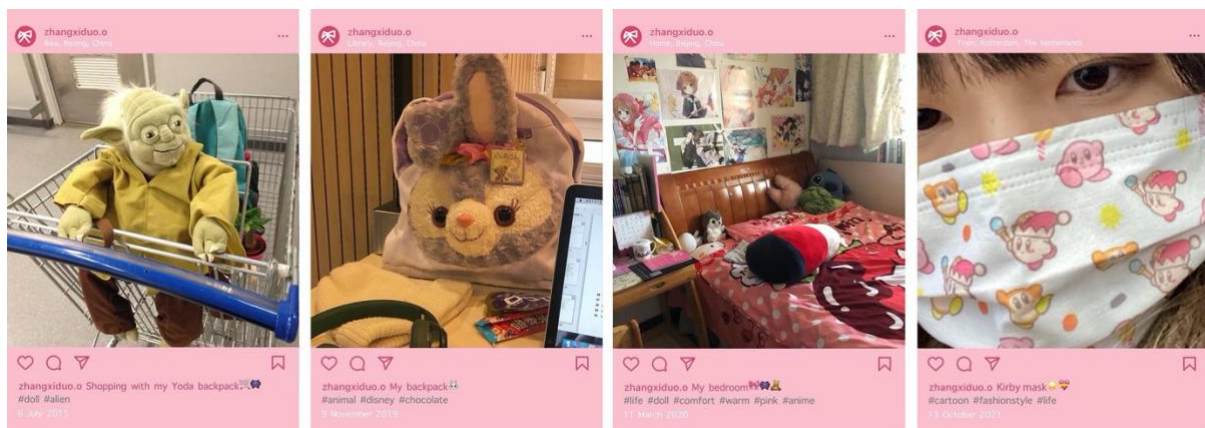 zhangxiduo.o
Ikea, Beijing, China
zhangxiduo.o Shopping with my Yoda backpack
#doll #alien
6 July 2015
zhangxiduo.o
Library, Beijing, China
zhangxiduo.o My backpack
#animal #disney #chocolate
9 November 2019
zhangxiduo.o
Home, Beijing, China
zhangxiduo.o My bedroom
#life #doll #comfort #warm #pink #anime
11 March 2020
zhangxiduo.o
Train, Amsterdam, The Netherlands
zhangxiduo.o Kirby mask
#cartoon #fashionstyle #life
13 October 2021